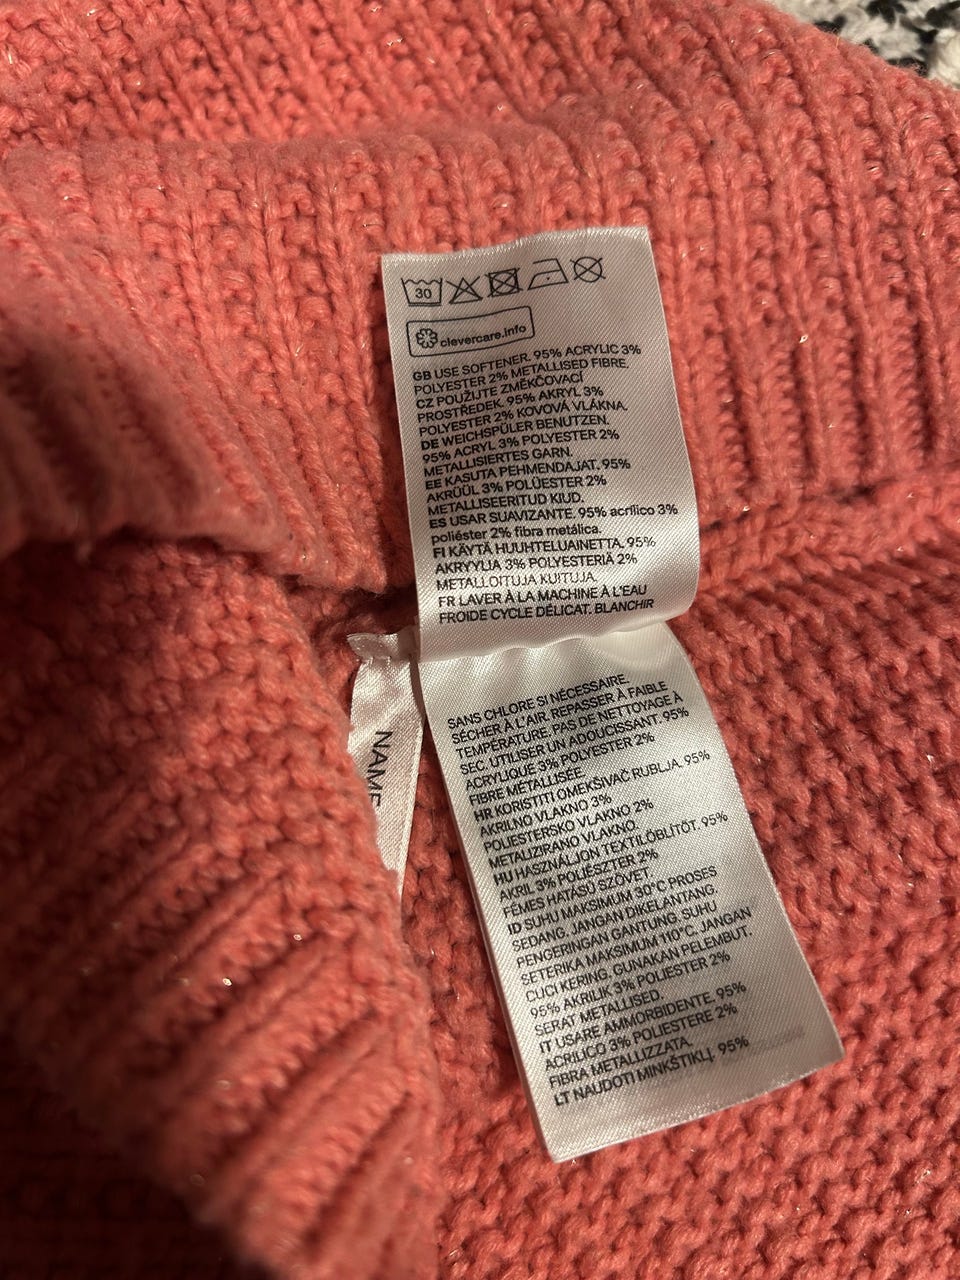 30
clevercare.info
GB USE SOFTENER. 95% ACRYLIC 3%
POLYESTER 2% METALLISED FIBRE.
CZ POUŽIJTE ZMĚKČOVACÍ
PROSTŘEDEK. 95% AKRYL 3%
POLYESTER 2% KOVOVÁ VLÁKNA.
DE WEICHSPÜLER BENUTZEN.
95% ACRYL 3% POLYESTER 2%
METALLISIERTES GARN.
EE KASUTA PEHMENDAJAT. 95%
AKRÜÜL 3% POLÜESTER 2%
METALLISEERITUD KIUD.
ES USAR SUAVIZANTE. 95% acrílico 3%
poliéster 2% fibra metálica.
FI KÄYTÄ HUUHTELUAINETTA. 95%
AKRYYLIA 3% POLYESTERIÄ 2%
METALLOITUJA KUITUJA.
FR LAVER À LA MACHINE À L'EAU
FROIDE CYCLE DÉLICAT. BLANCHIR
SANS CHLORE SI NÉCESSAIRE.
SÉCHER À L'AIR. REPASSER À FAIBLE
TEMPÉRATURE. PAS DE NETTOYAGE À
SEC. UTILISER UN ADOUCISSANT. 95%
ACRYLIQUE 3% POLYESTER 2%
FIBRE MÉTALLISÉE.
HR KORISTITI OMEKŠIVAČ RUBLJA. 95%
AKRILNO VLAKNO 3%
POLIESTERSKO VLAKNO 2%
METALIZIRANO VLAKNO.
HU HASZNÁLJON TEXTILÖBLÍTŐT. 95%
AKRIL 3% POLIÉSZTER 2%
FÉMES HATÁSÚ SZÖVET.
ID SUHU MAKSIMUM 30°C PROSES
SEDANG. JANGAN DIKELANTANG.
PENGERINGAN GANTUNG. SUHU
SETERIKA MAKSIMUM 110°C. JANGAN
CUCI KERING. GUNAKAN PELEMBUT.
95% AKRILIK 3% POLIESTER 2%
SERAT METALLISED.
IT USARE AMMORBIDENTE. 95%
ACRILICO 3% POLIESTERE 2%
FIBRA METALLIZZATA.
LT NAUDOTI MINKŠTIKLĮ. 95%
NAME